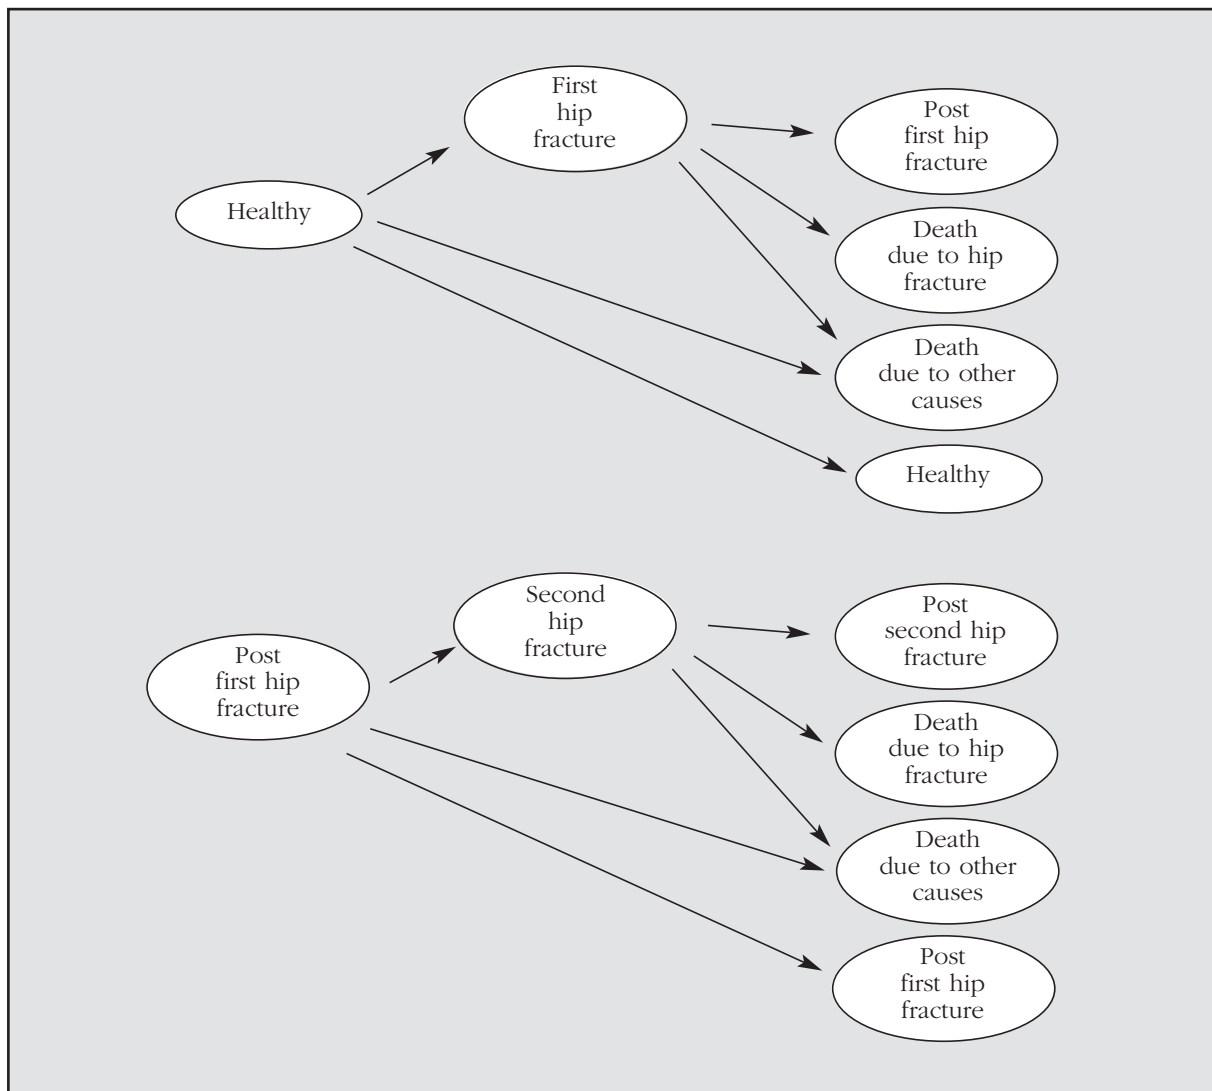 First
hip
fracture
Post
first hip
fracture
Healthy
Death
due to hip
fracture
Death
due to other
causes
Healthy
Second
hip
fracture
Post
second hip
fracture
Post
first hip
fracture
Death
due to hip
fracture
Death
due to other
causes
Post
first hip
fracture